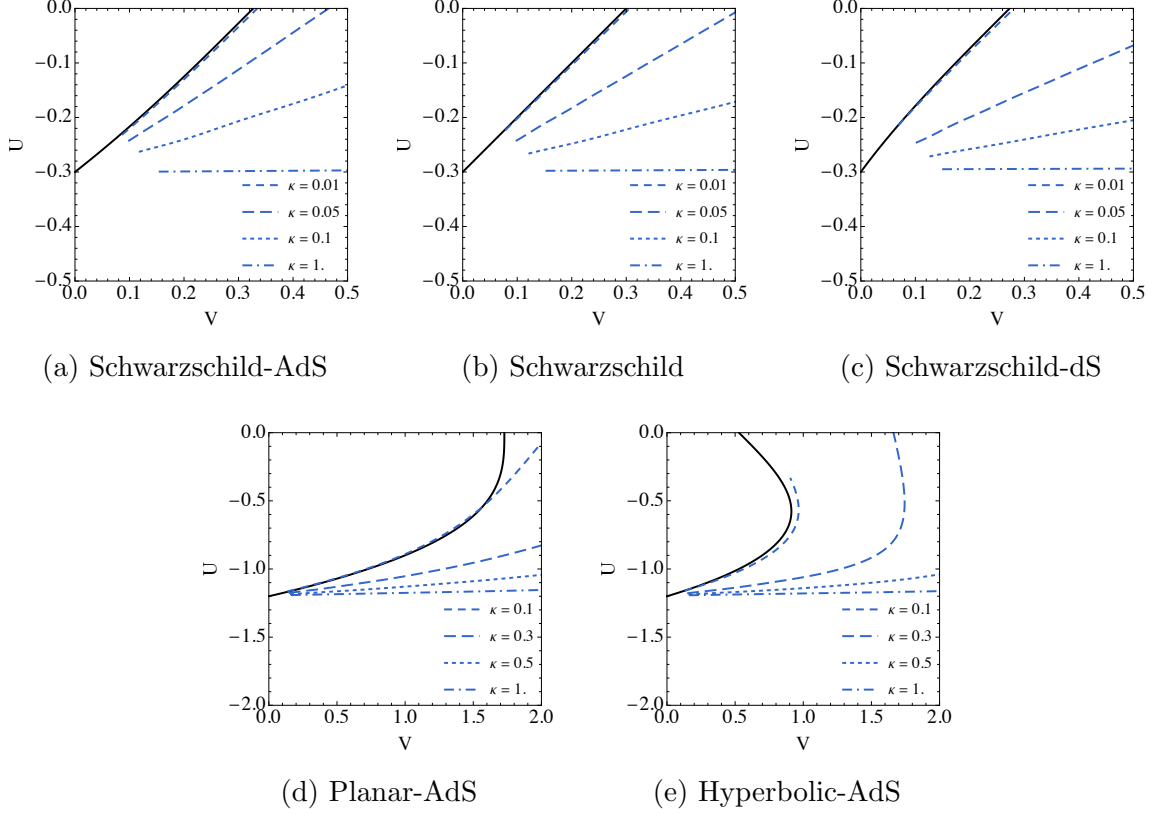 0.0
−0.1
−0.2
−0.3
−0.4
−0.5
U
0.0 0.1 0.2 0.3 0.4 0.5
V
κ = 0.01
κ = 0.05
κ = 0.1
κ = 1.
(a) Schwarzschild-AdS
0.0
−0.1
−0.2
−0.3
−0.4
−0.5
U
0.0 0.1 0.2 0.3 0.4 0.5
V
κ = 0.01
κ = 0.05
κ = 0.1
κ = 1.
(b) Schwarzschild
0.0
−0.1
−0.2
−0.3
−0.4
−0.5
U
0.0 0.1 0.2 0.3 0.4 0.5
V
κ = 0.01
κ = 0.05
κ = 0.1
κ = 1.
(c) Schwarzschild-dS
0.0
−0.5
−1.0
−1.5
−2.0
U
0.0 0.5 1.0 1.5 2.0
V
κ = 0.1
κ = 0.3
κ = 0.5
κ = 1.
(d) Planar-AdS
0.0
−0.5
−1.0
−1.5
−2.0
U
0.0 0.5 1.0 1.5 2.0
V
κ = 0.1
κ = 0.3
κ = 0.5
κ = 1.
(e) Hyperbolic-AdS